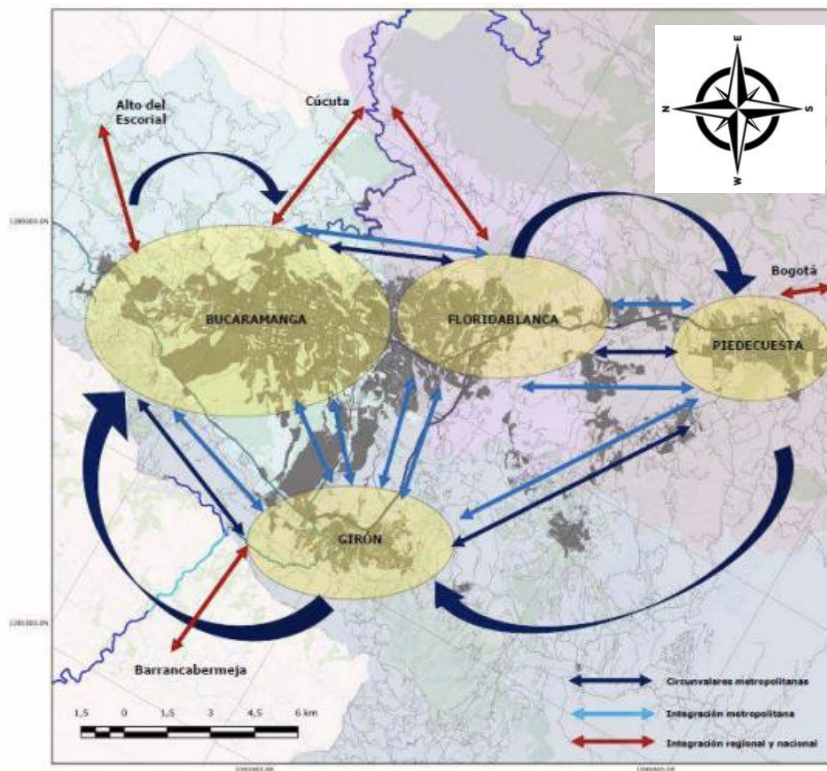 E
N
S
W
Alto del
Escorial
Cúcuta
Bogotá
BUCARAMANGA
FLORIDABLANCA
PIEDECUESTA
GIRÓN
Barrancabermeja
Circunvalares metropolitanas
Integración metropolitana
Integración regional y nacional
1,5 0 1,5 3 4,5 6 km